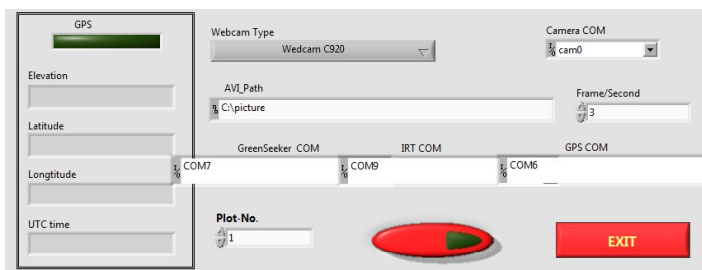 GPS
Elevation
Latitude
Longtitude
UTC time
Webcam Type
Wedcam C920
Camera COM
cam0
AVI_Path
C:\picture
Frame/Second
3
GreenSeeker COM
IRT COM
GPS COM
COM7
COM9
COM6
Plot-No.
1
EXIT